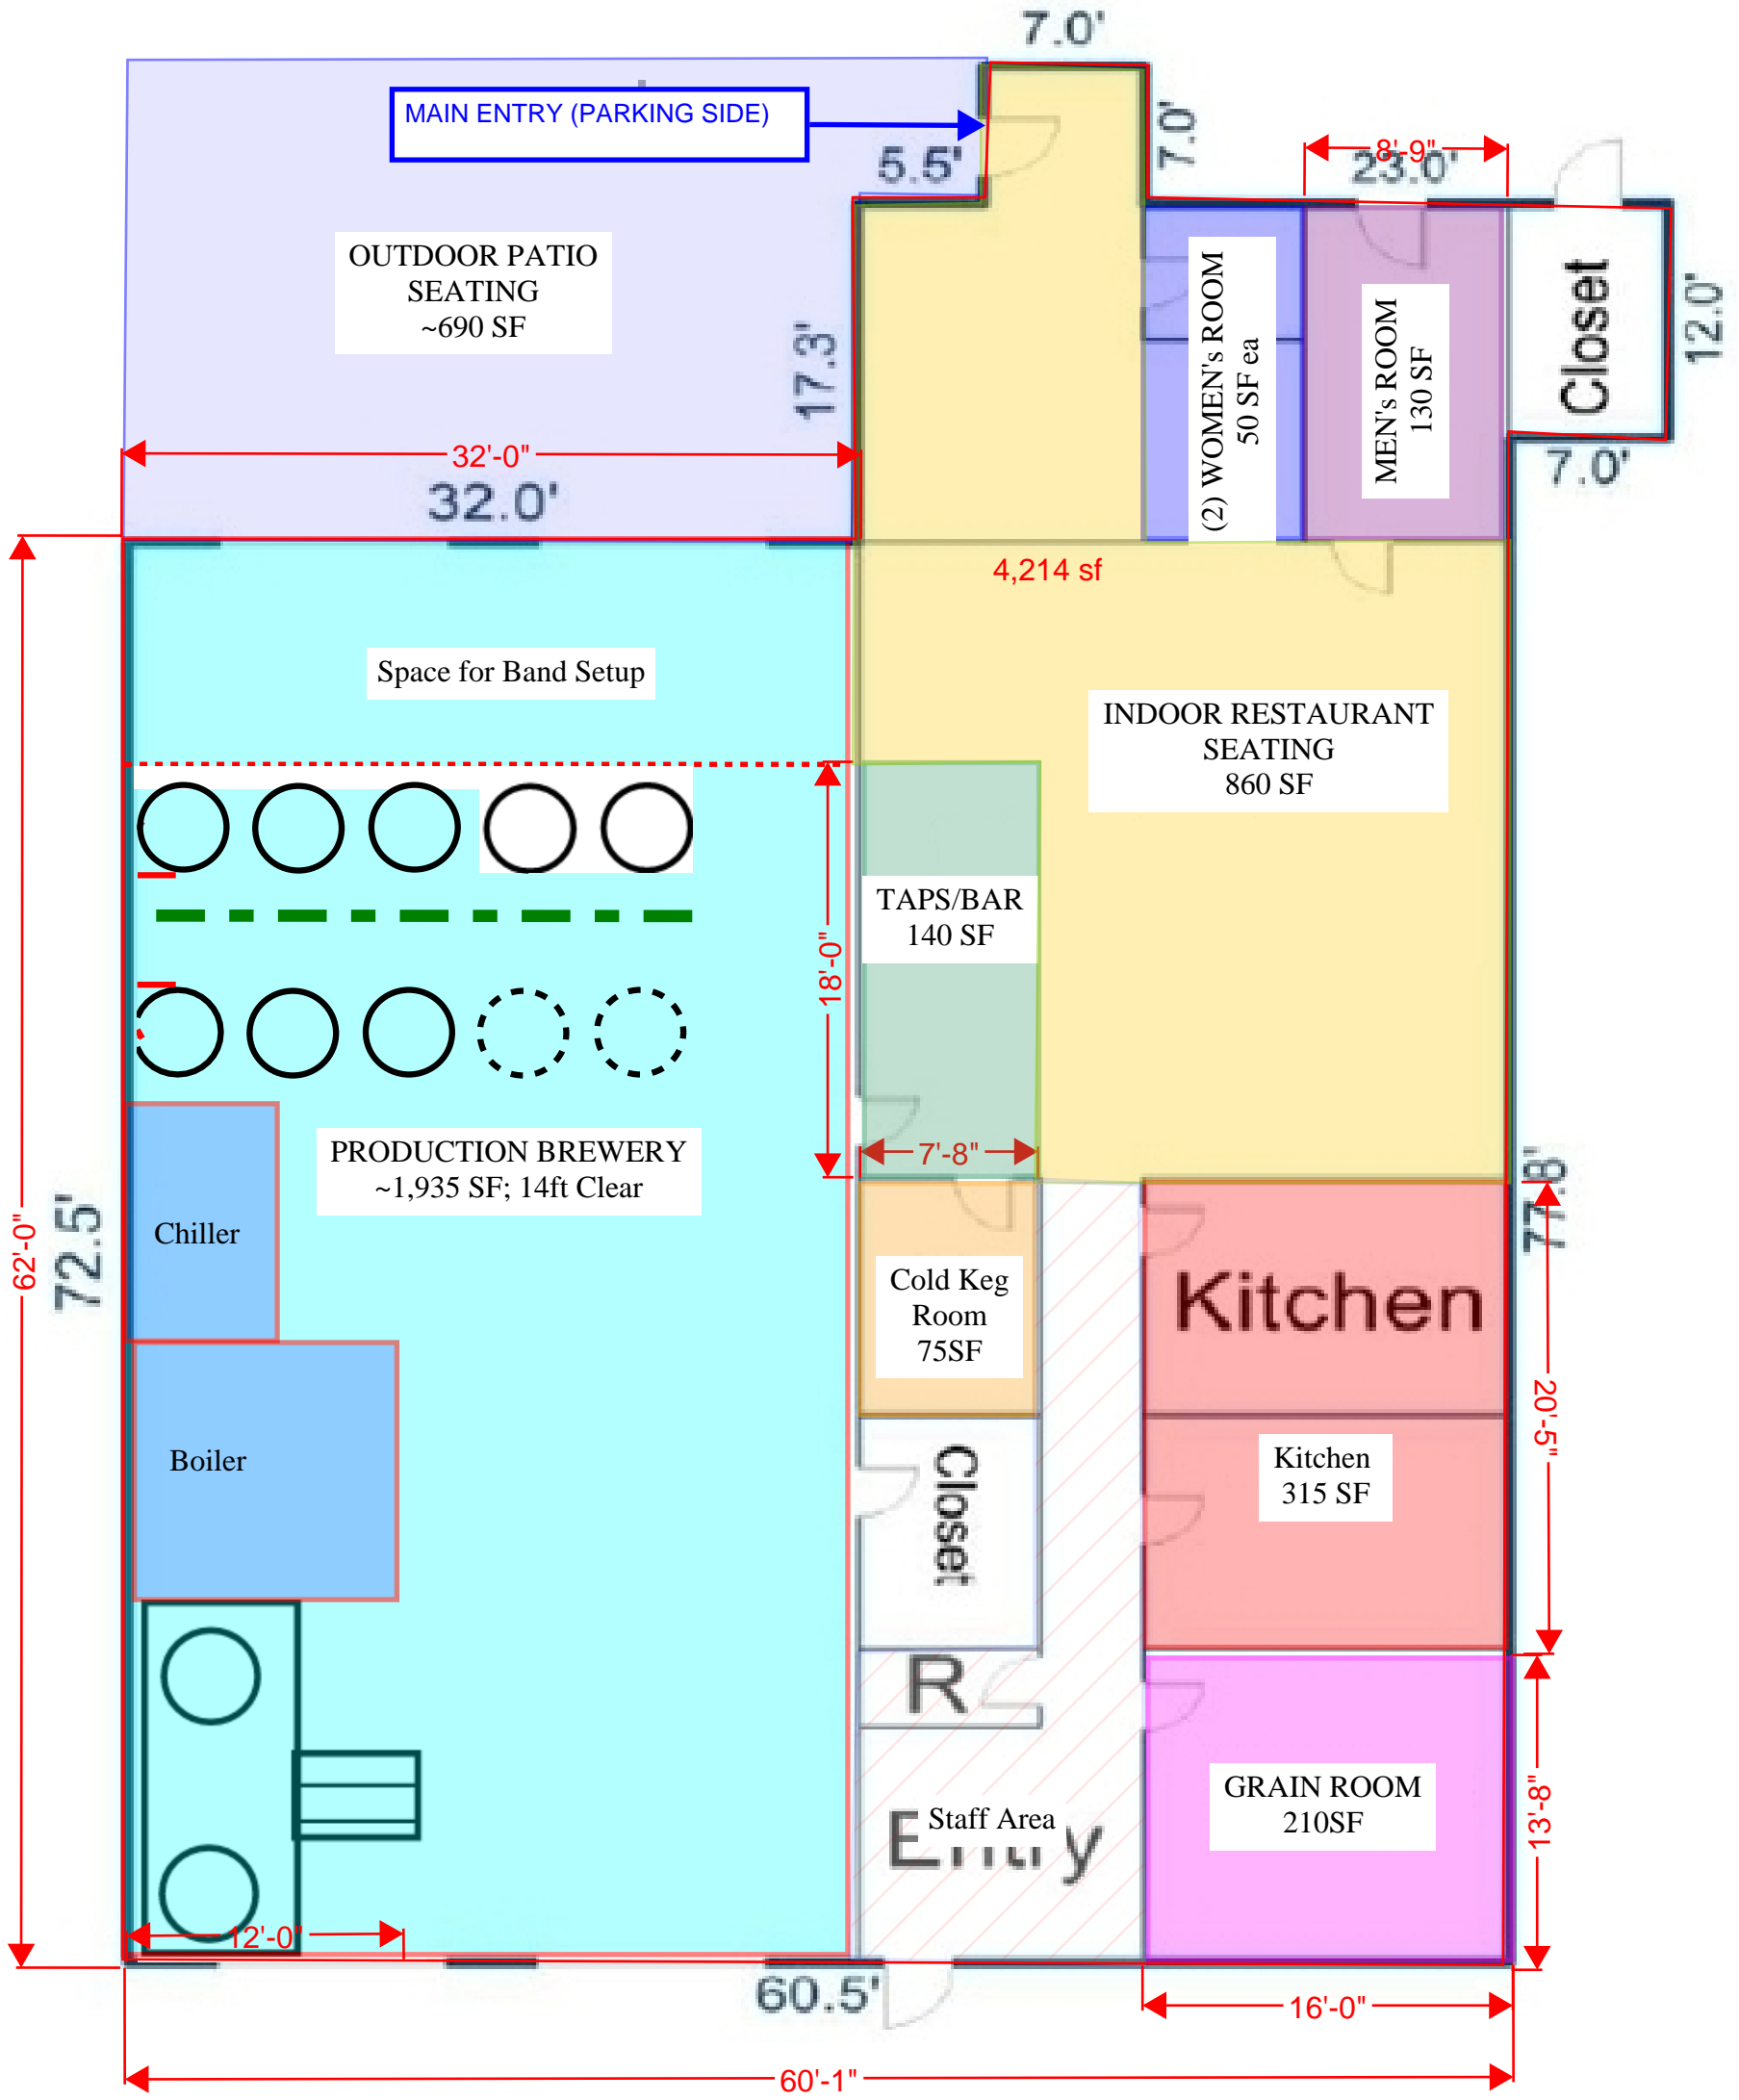 7.0'
MAIN ENTRY (PARKING SIDE)
5.5'
7.0'
8'-9"
23.0'
OUTDOOR PATIO
SEATING
~690 SF
17.3'
(2) WOMEN's ROOM
50 SF ea
MEN's ROOM
130 SF
Closet
12.0'
7.0'
32'-0"
32.0'
4,214 sf
Space for Band Setup
INDOOR RESTAURANT
SEATING
860 SF
TAPS/BAR
140 SF
18'-0"
7'-8"
PRODUCTION BREWERY
~1,935 SF; 14ft Clear
77.8'
62'-0"
72.5'
Chiller
Cold Keg
Room
75SF
Kitchen
20'-5"
Boiler
Closet
Kitchen
315 SF
R
GRAIN ROOM
210SF
13'-8"
Staff Area
Entry
12'-0"
60.5'
16'-0"
60'-1"